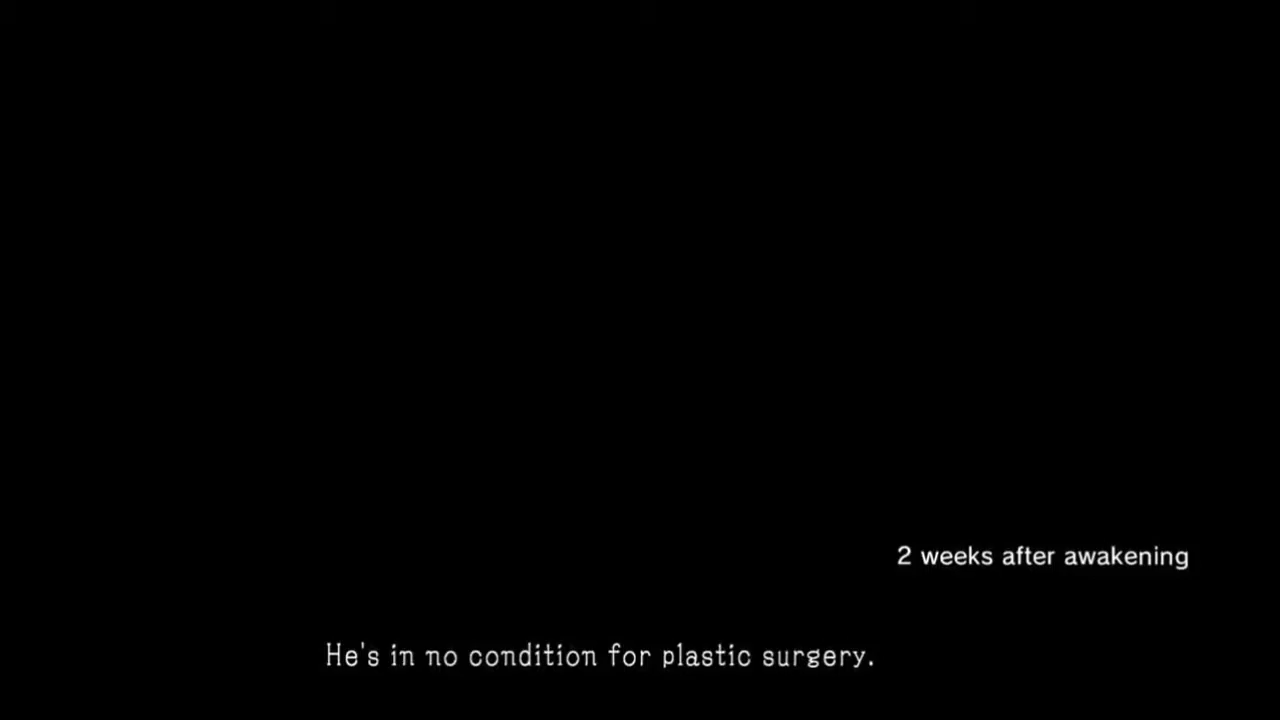 2 weeks after awakening
He's in no condition for plastic surgery.